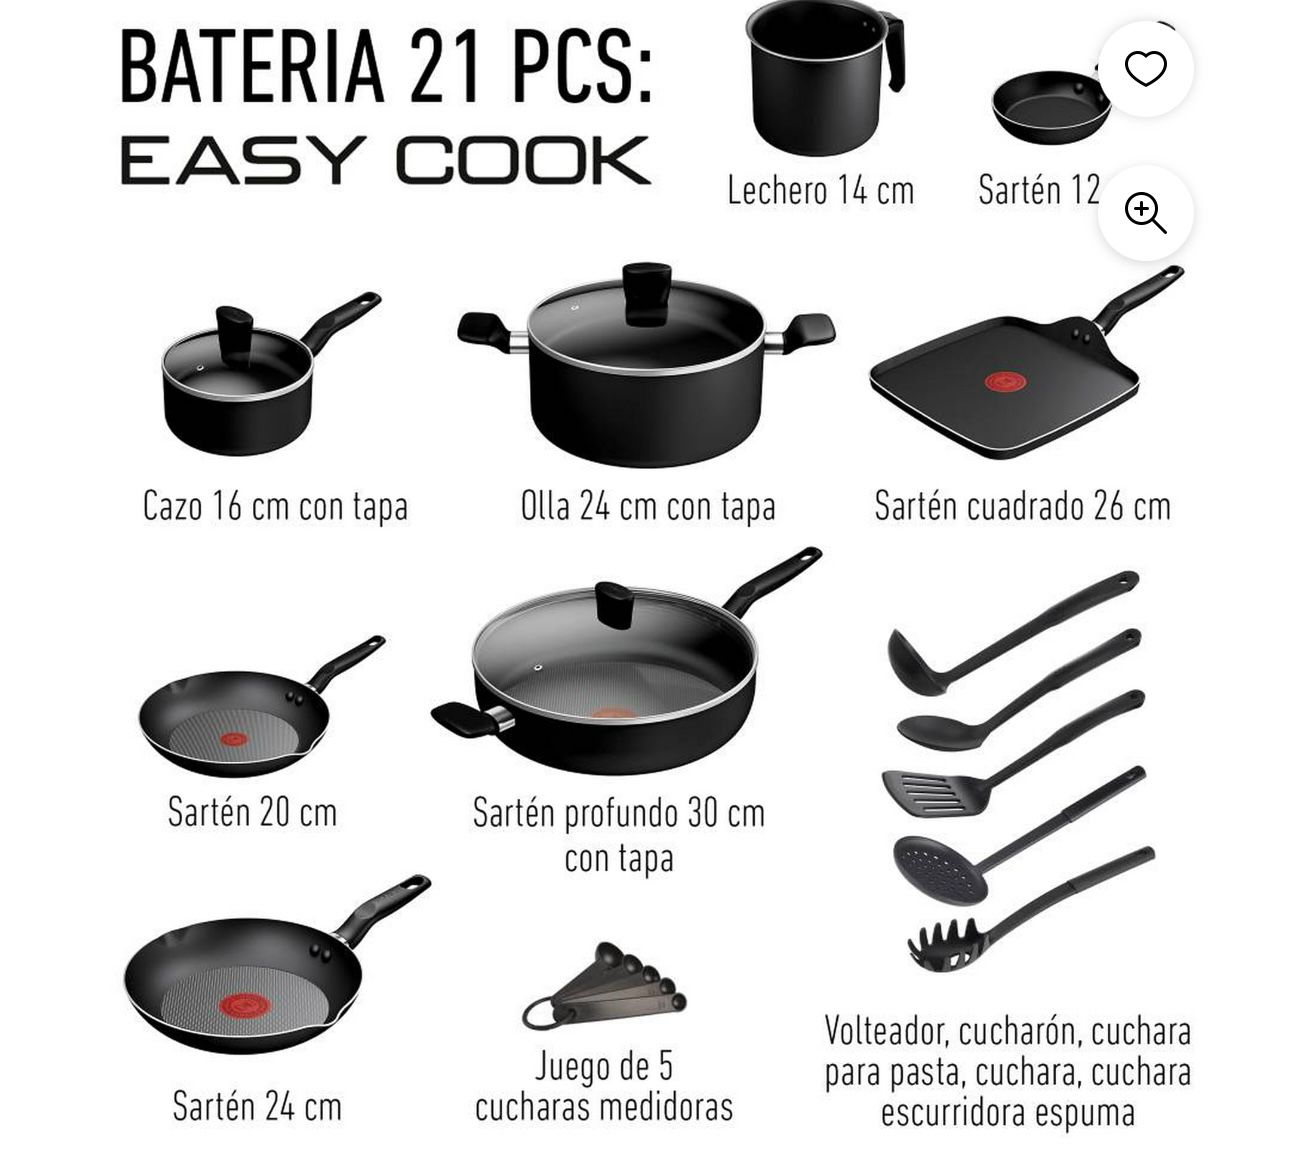 BATERIA 21 PCS:
EASY COOK
Lechero 14 cm
Sartén 12
Cazo 16 cm con tapa
Olla 24 cm con tapa
Sartén cuadrado 26 cm
Sartén 20 cm
Sartén profundo 30 cm
con tapa
Sartén 24 cm
Juego de 5
cucharas medidoras
Volteador, cucharón, cuchara
para pasta, cuchara, cuchara
escurridora espuma